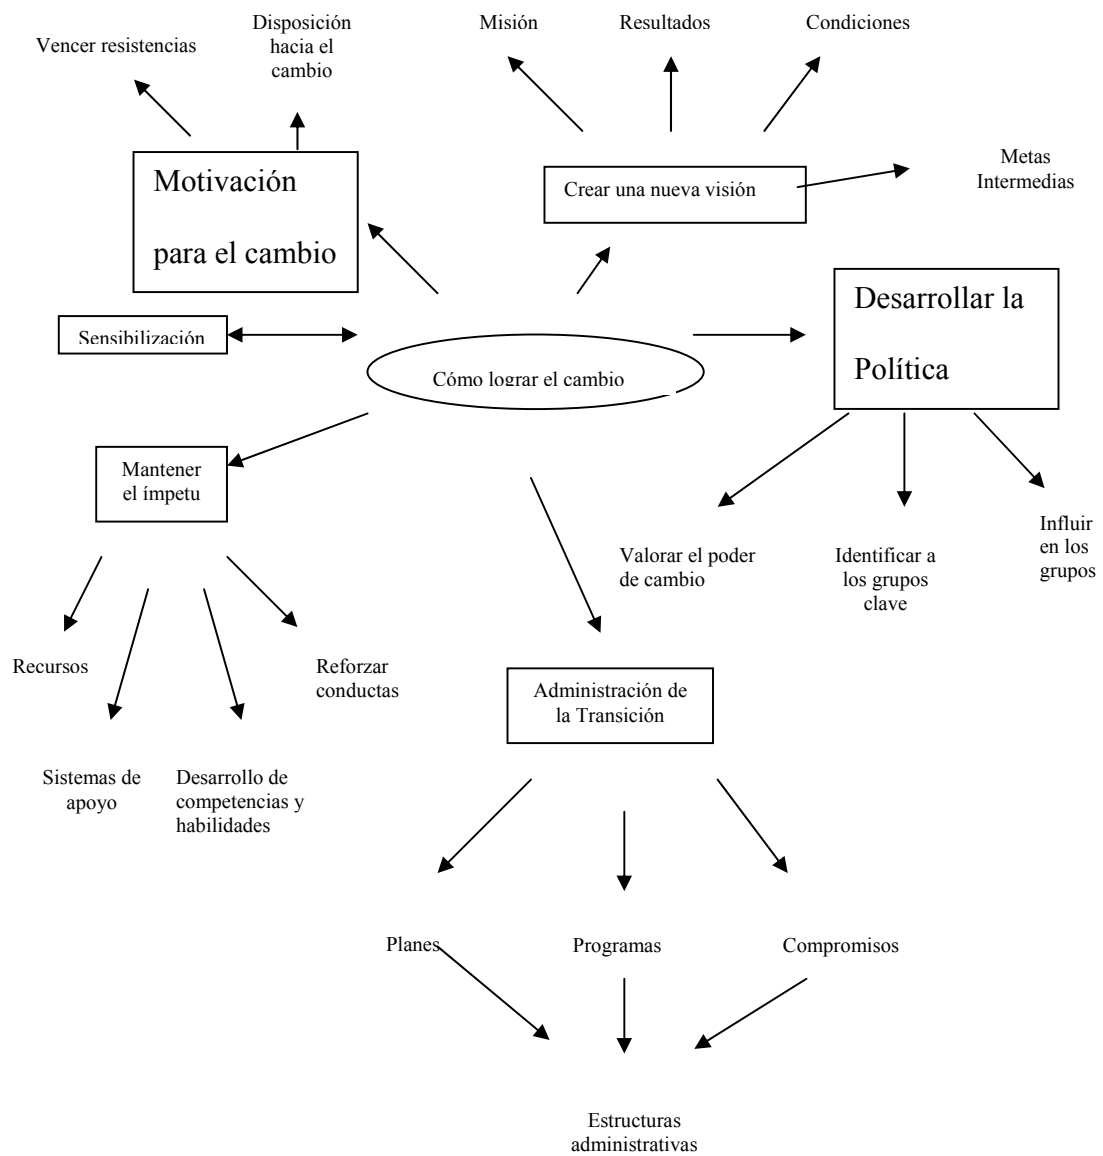 Misión
Resultados
Condiciones
Disposición
hacia el
cambio
Vencer resistencias
Motivación
para el cambio
Crear una nueva visión
Metas
Intermedias
Desarrollar la
Política
Sensibilización
Cómo lograr el cambio
Mantener
el ímpetu
Valorar el poder
de cambio
Identificar a
los grupos
clave
Influir
en los
grupos
Recursos
Reforzar
conductas
Sistemas de
apoyo
Desarrollo de
competencias y
habilidades
Administración de
la Transición
Planes
Programas
Compromisos
Estructuras
administrativas